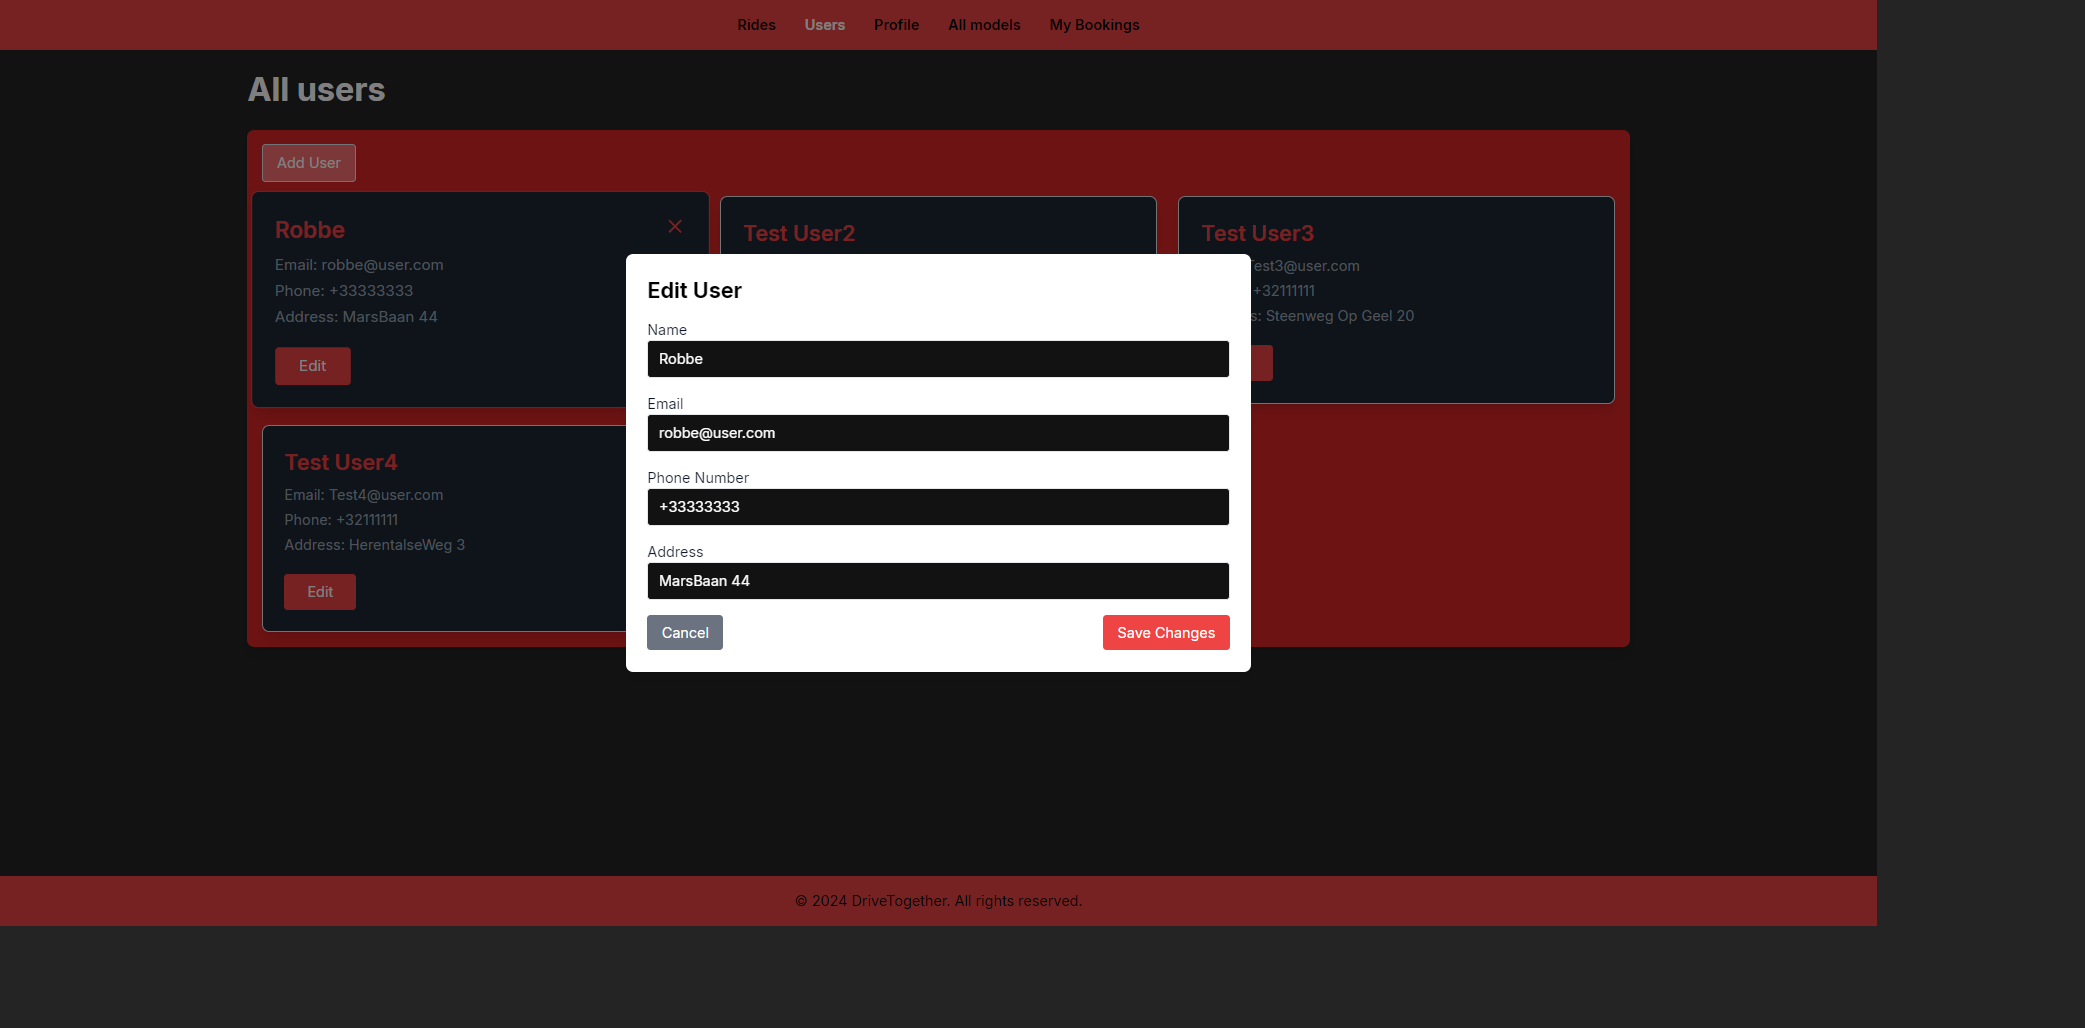 Rides Users Profile All models My Bookings
All users
Add User
Robbe
Email: robbe@user.com
Phone: +33333333
Address: MarsBaan 44
Edit
Test User2
Test User3
est3@user.com
+32111111
s: Steenweg Op Geel 20
Test User4
Email: Test4@user.com
Phone: +32111111
Address: HerentalseWeg 3
Edit
Edit User
Name
Robbe
Email
robbe@user.com
Phone Number
+33333333
Address
MarsBaan 44
Cancel
Save Changes
© 2024 DriveTogether. All rights reserved.